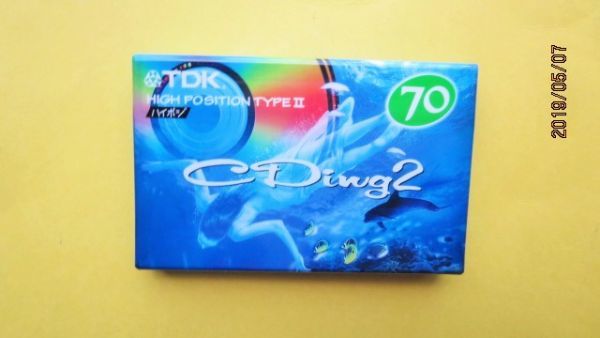 TDK
HIGH POSITION TYPE II
ハイポジ
70
CDing2
2019/05/07